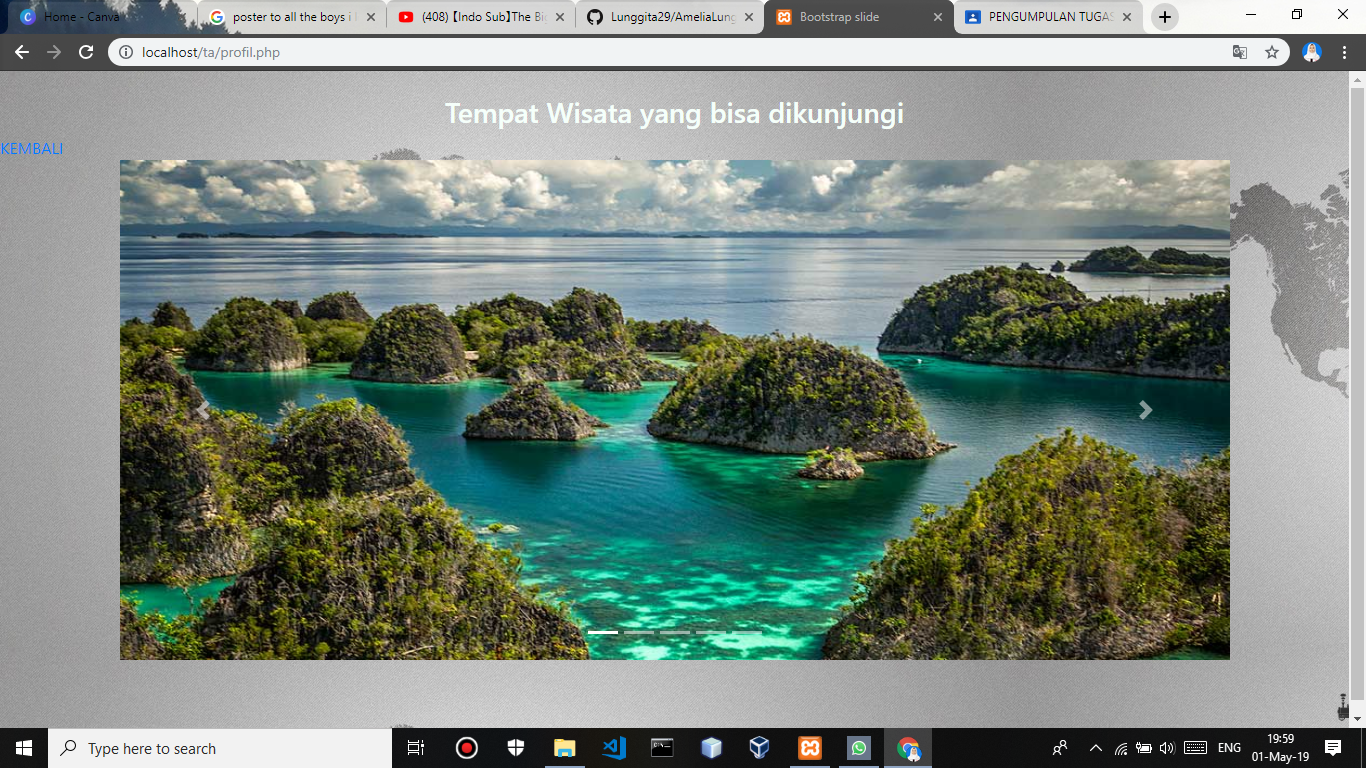 Home - Canva
poster to all the boys i l
(408) 【Indo Sub】The Big
Lunggita29/AmeliaLung
Bootstrap slide
PENGUMPULAN TUGAS
localhost/ta/profil.php
Tempat Wisata yang bisa dikunjungi
KEMBALI
Type here to search
ENG
19:59
01-May-19